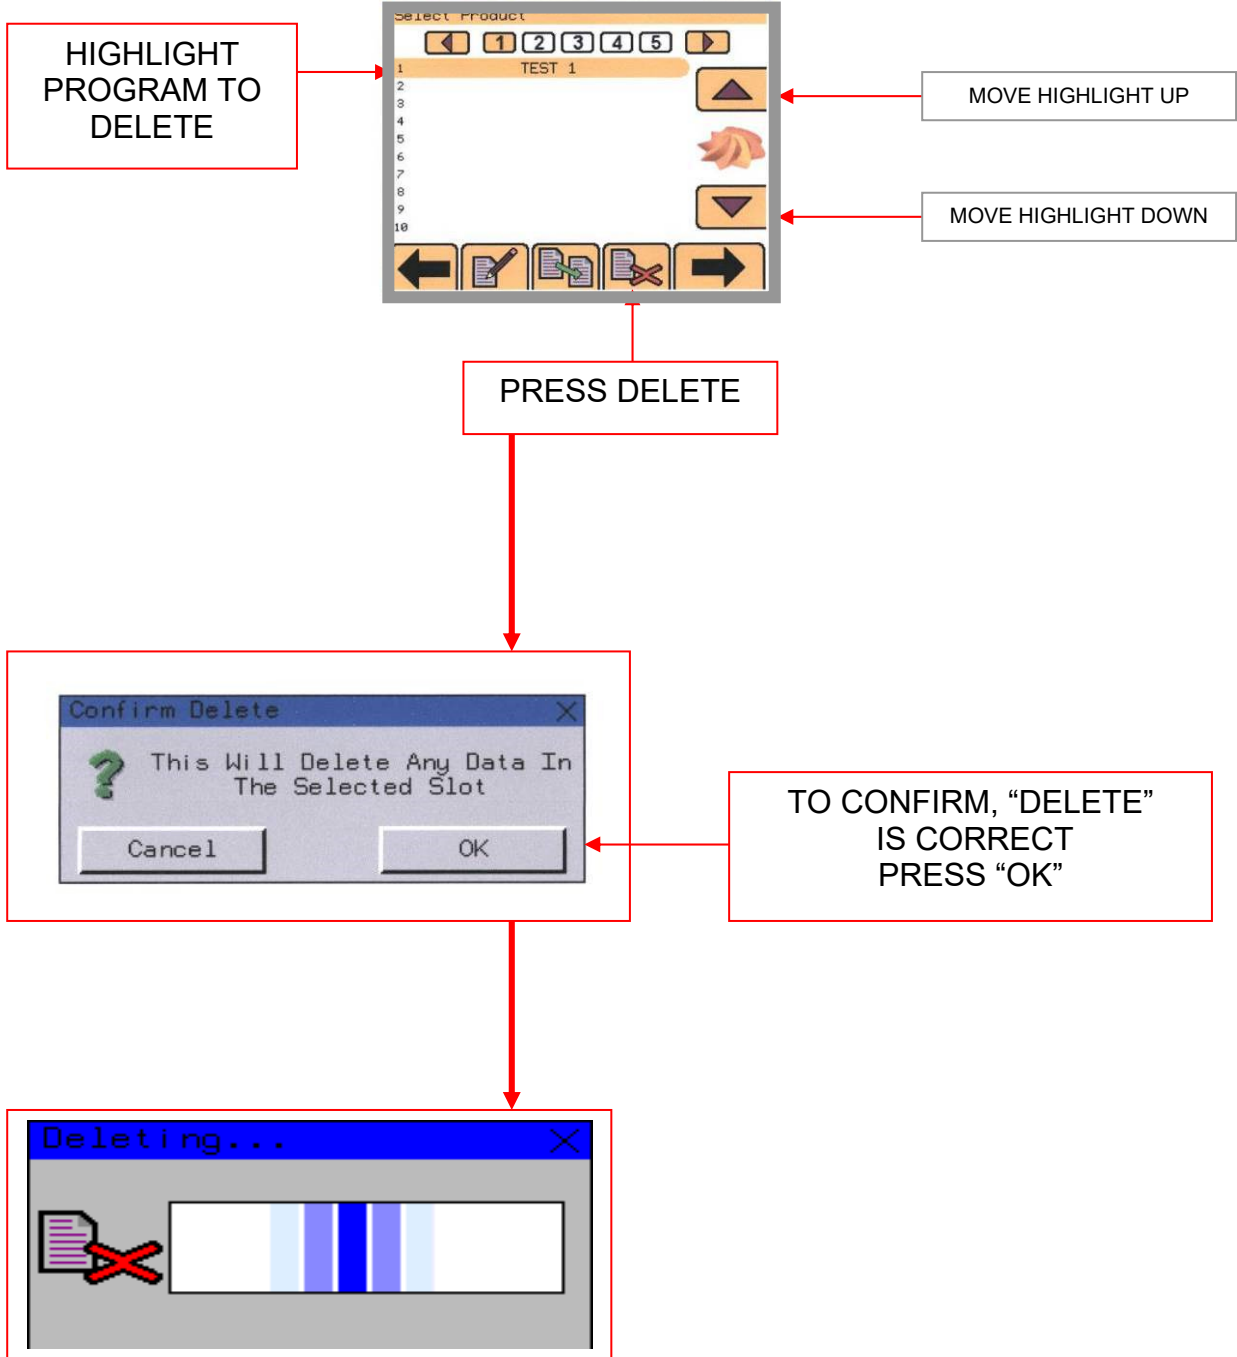 Select Product
HIGHLIGHT
PROGRAM TO
DELETE
1 2 3 4 5
1 TEST 1
2
3
4
5
6
7
8
9
10
MOVE HIGHLIGHT UP
MOVE HIGHLIGHT DOWN
PRESS DELETE
Confirm Delete
This Will Delete Any Data In
The Selected Slot
Cancel OK
TO CONFIRM, “DELETE”
IS CORRECT
PRESS “OK”
Deleting...